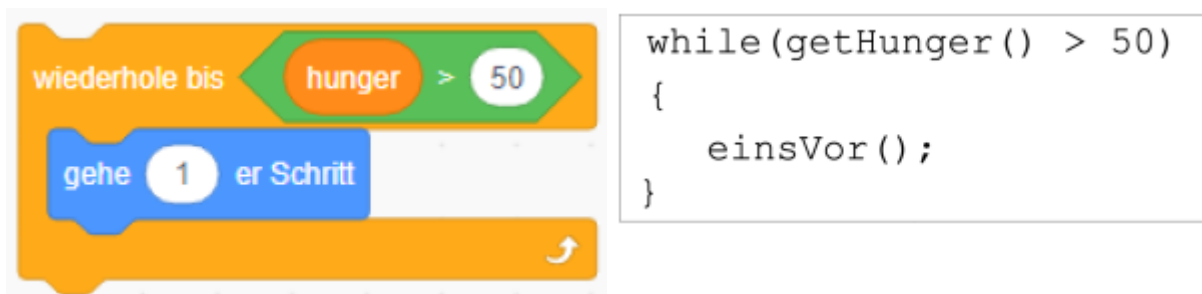 wiederhole bis hunger > 50
gehe 1 er Schritt
while(getHunger() > 50)
{
einsVor();
}